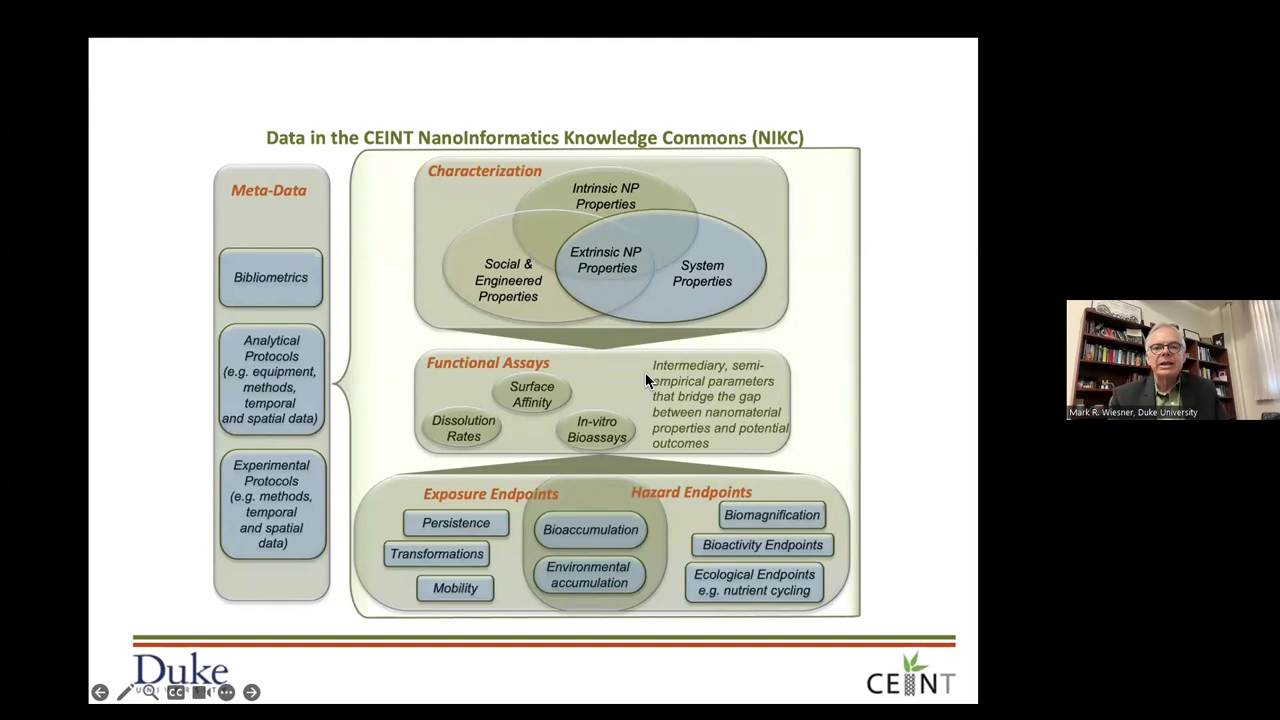 Data in the CEINT NanoInformatics Knowledge Commons (NIKC)
Meta-Data
Bibliometrics
Analytical
Protocols
(e.g. equipment,
methods,
temporal
and spatial data)
Experimental
Protocols
(e.g. methods,
temporal
and spatial
data)
Characterization
Intrinsic NP
Properties
Social &
Engineered
Properties
Extrinsic NP
Properties
System
Properties
Functional Assays
Surface
Affinity
Dissolution
Rates
In-vitro
Bioassays
Intermediary, semi-
empirical parameters
that bridge the gap
between nanomaterial
properties and potential
outcomes
Exposure Endpoints
Persistence
Transformations
Mobility
Bioaccumulation
Environmental
accumulation
Hazard Endpoints
Biomagnification
Bioactivity Endpoints
Ecological Endpoints
e.g. nutrient cycling
Duke
CC
CEINT
Mark R. Wiesner, Duke University